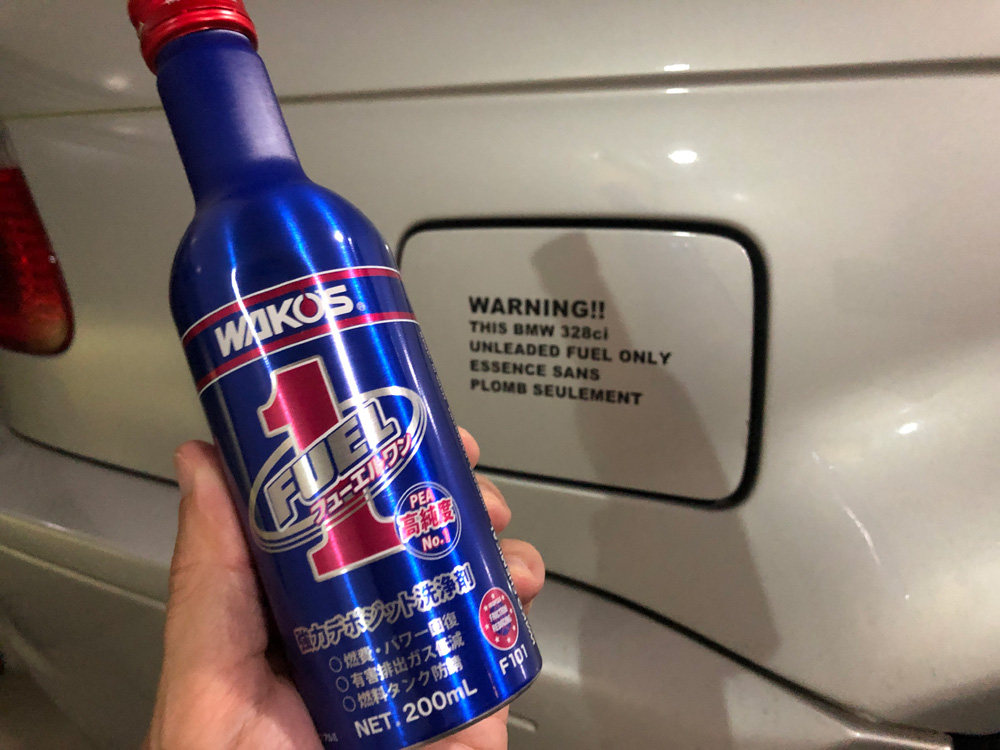 WAKO'S®
1
FUEL
フューエルワン
PEA
高純度
No.1
強力デポジット洗浄剤
○燃費・パワー回復
○有害排出ガス低減
○燃料タンク防錆
NET. 200mL
FRICTION
REDUCING
F101
WARNING!!
THIS BMW 328ci
UNLEADED FUEL ONLY
ESSENCE SANS
PLOMB SEULEMENT